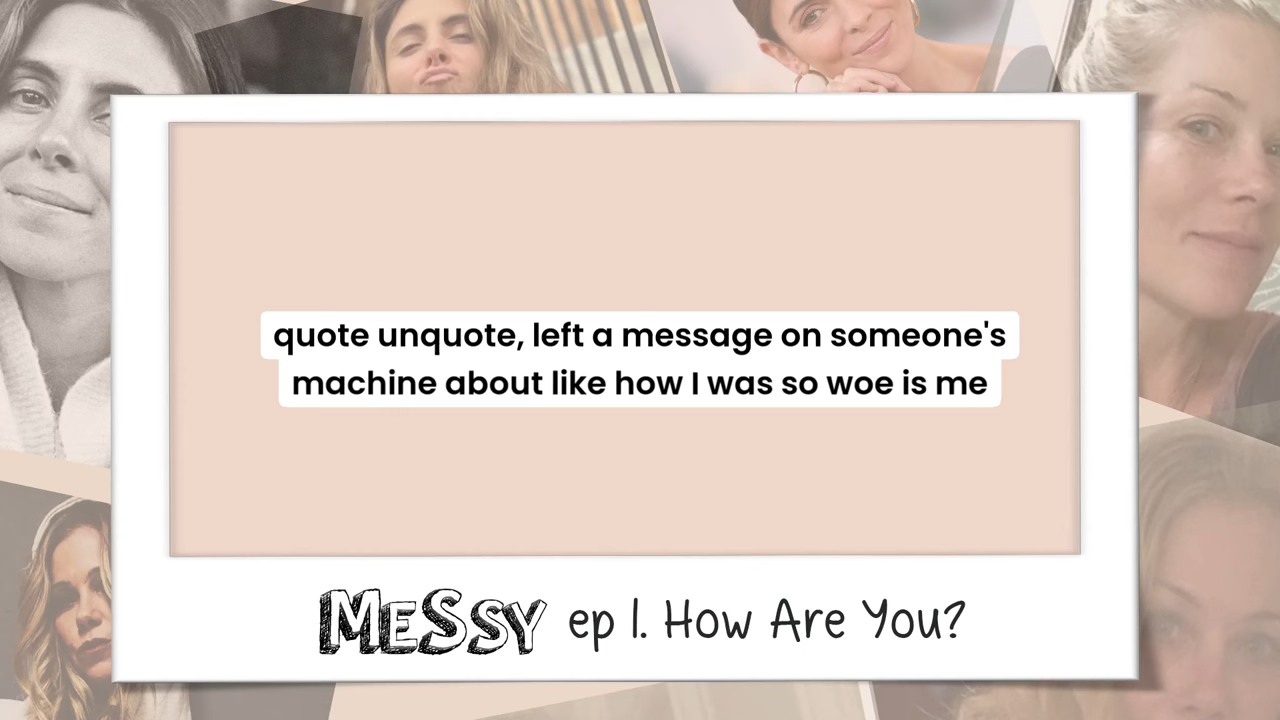 quote unquote, left a message on someone's
machine about like how I was so woe is me
MeSSy ep 1. How Are You?